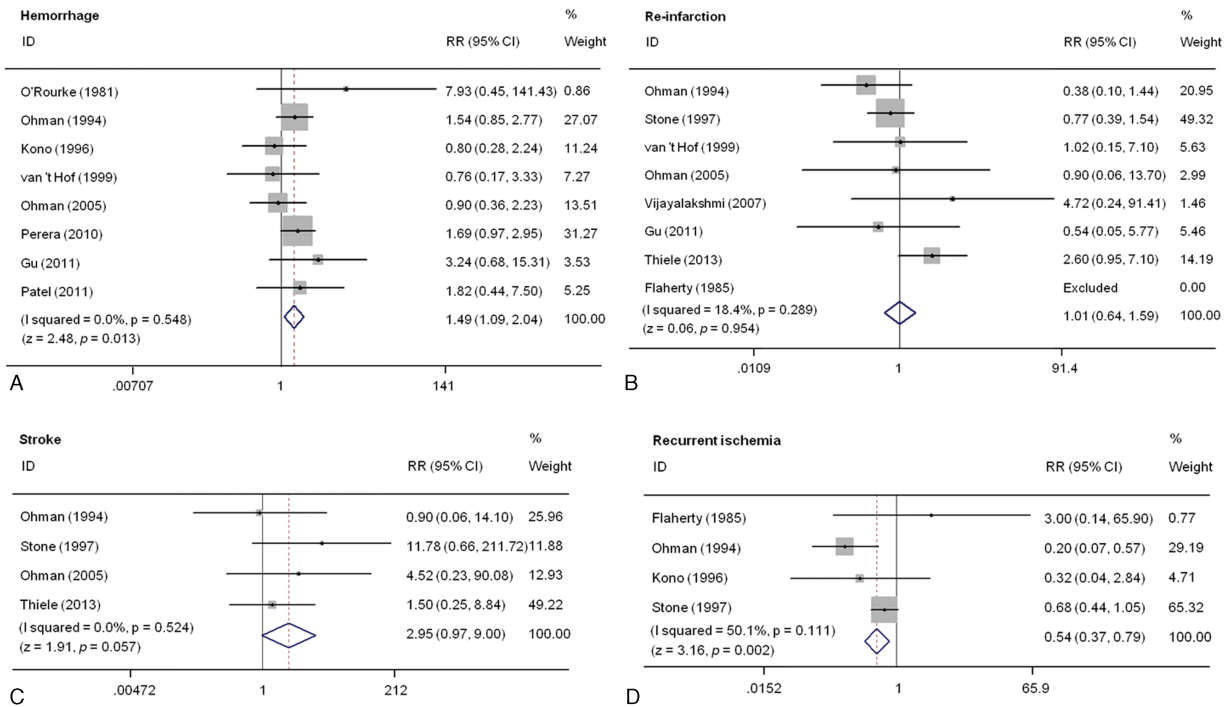 Hemorrhage %
ID RR (95% CI) Weight
O'Rourke (1981) 7.93 (0.45, 141.43) 0.86
Ohman (1994) 1.54 (0.85, 2.77) 27.07
Kono (1996) 0.80 (0.28, 2.24) 11.24
van 't Hof (1999) 0.76 (0.17, 3.33) 7.27
Ohman (2005) 0.90 (0.36, 2.23) 13.51
Perera (2010) 1.69 (0.97, 2.95) 31.27
Gu (2011) 3.24 (0.68, 15.31) 3.53
Patel (2011) 1.82 (0.44, 7.50) 5.25
(I squared = 0.0%, p = 0.548) 1.49 (1.09, 2.04) 100.00
(z = 2.48, p = 0.013)
.00707 1 141
A
Re-infarction %
ID RR (95% CI) Weight
Ohman (1994) 0.38 (0.10, 1.44) 20.95
Stone (1997) 0.77 (0.39, 1.54) 49.32
van 't Hof (1999) 1.02 (0.15, 7.10) 5.63
Ohman (2005) 0.90 (0.06, 13.70) 2.99
Vijayalakshmi (2007) 4.72 (0.24, 91.41) 1.46
Gu (2011) 0.54 (0.05, 5.77) 5.46
Thiele (2013) 2.60 (0.95, 7.10) 14.19
Flaherty (1985) Excluded 0.00
(I squared = 18.4%, p = 0.289) 1.01 (0.64, 1.59) 100.00
(z = 0.06, p = 0.954)
.0109 1 91.4
B
Stroke %
ID RR (95% CI) Weight
Ohman (1994) 0.90 (0.06, 14.10) 25.96
Stone (1997) 11.78 (0.66, 211.72) 11.88
Ohman (2005) 4.52 (0.23, 90.08) 12.93
Thiele (2013) 1.50 (0.25, 8.84) 49.22
(I squared = 0.0%, p = 0.524) 2.95 (0.97, 9.00) 100.00
(z = 1.91, p = 0.057)
.00472 1 212
C
Recurrent ischemia %
ID RR (95% CI) Weight
Flaherty (1985) 3.00 (0.14, 65.90) 0.77
Ohman (1994) 0.20 (0.07, 0.57) 29.19
Kono (1996) 0.32 (0.04, 2.84) 4.71
Stone (1997) 0.68 (0.44, 1.05) 65.32
(I squared = 50.1%, p = 0.111) 0.54 (0.37, 0.79) 100.00
(z = 3.16, p = 0.002)
.0152 1 65.9
D